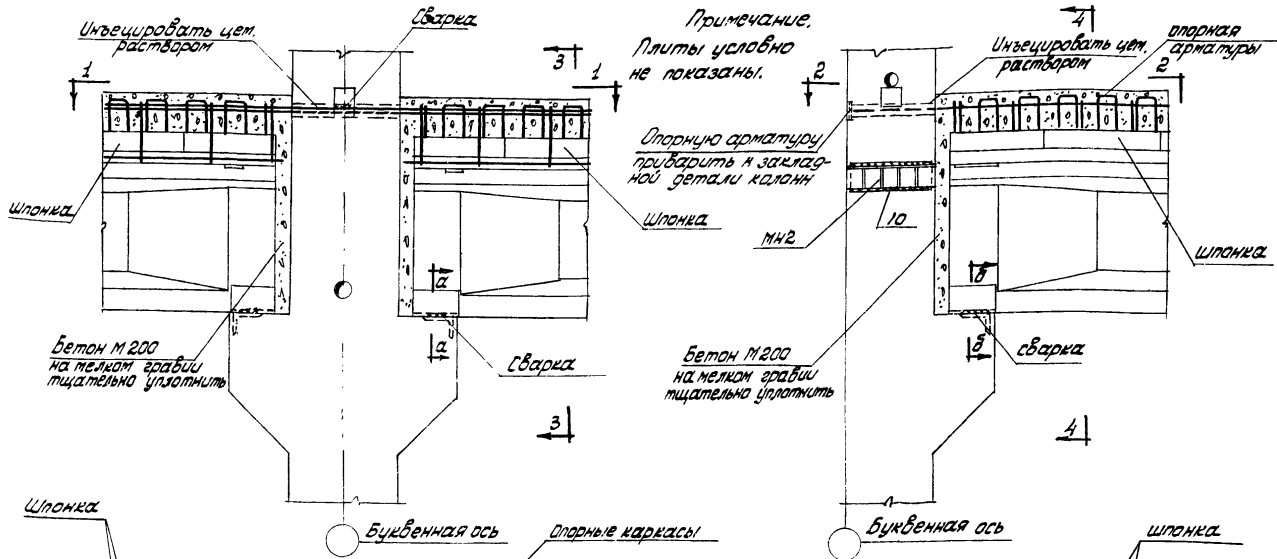 Инъецировать цем.
раствором
Сварка
3
1
1
Шпонка
Шпонка
а
а
Бетон М 200
на мелком гравии
тщательно уплотнить
Сварка
3
Буквенная ось
Шпонка
Опорные каркасы
Примечание.
Плиты условно
не показаны.
4
Инъецировать цем.
раствором
опорная
арматуры
2
2
Опорную арматуру
приварить к заклад-
ной детали колонн
МН2
10
шпонка
б
б
Бетон М 200
на мелком гравии
тщательно уплотнить
сварка
4
Буквенная ось
шпонка